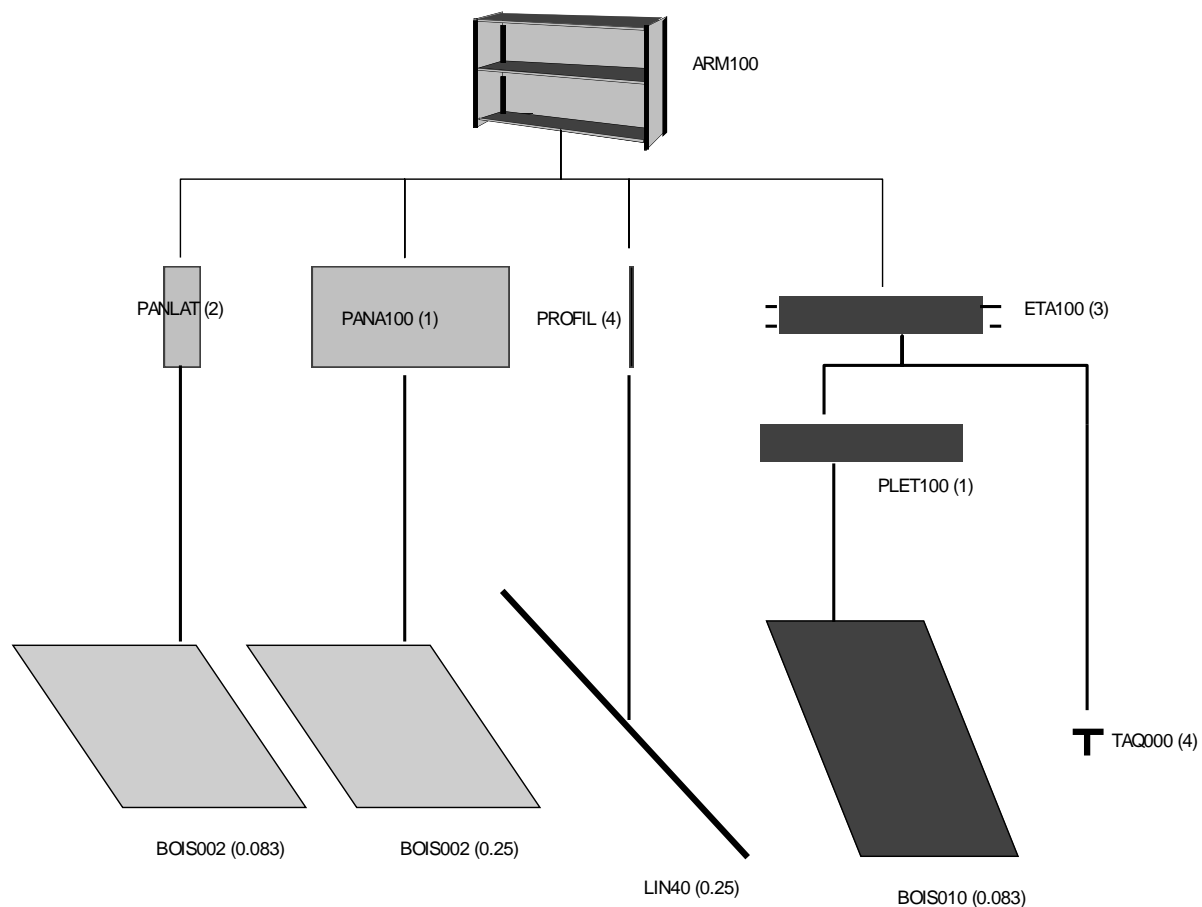 ARM100
PANLAT (2)
PANA100 (1)
PROFIL (4)
ETA100 (3)
PLET100 (1)
TAQ000 (4)
BOIS002 (0.083)
BOIS002 (0.25)
LIN40 (0.25)
BOIS010 (0.083)